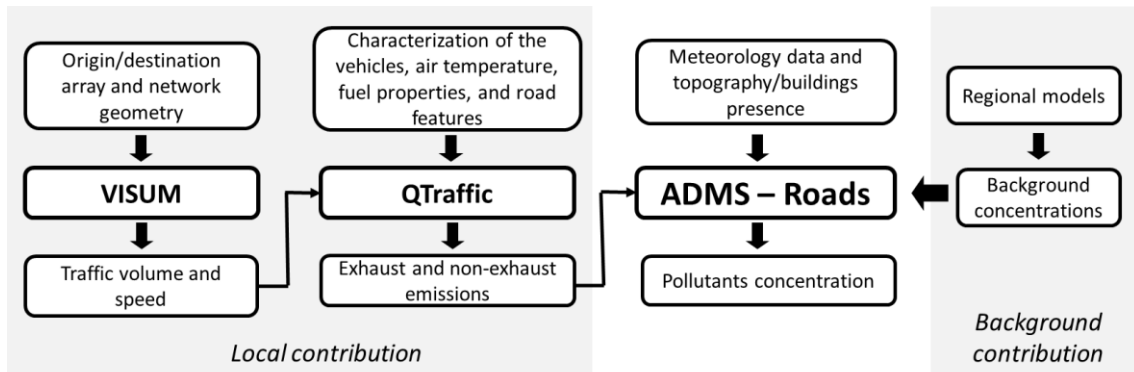 Origin/destination
array and network
geometry
VISUM
Traffic volume and
speed
Characterization of the
vehicles, air temperature,
fuel properties, and road
features
QTraffic
Exhaust and non-exhaust
emissions
Local contribution
Meteorology data and
topography/buildings
presence
ADMS – Roads
Pollutants concentration
Regional models
Background
concentrations
Background
contribution